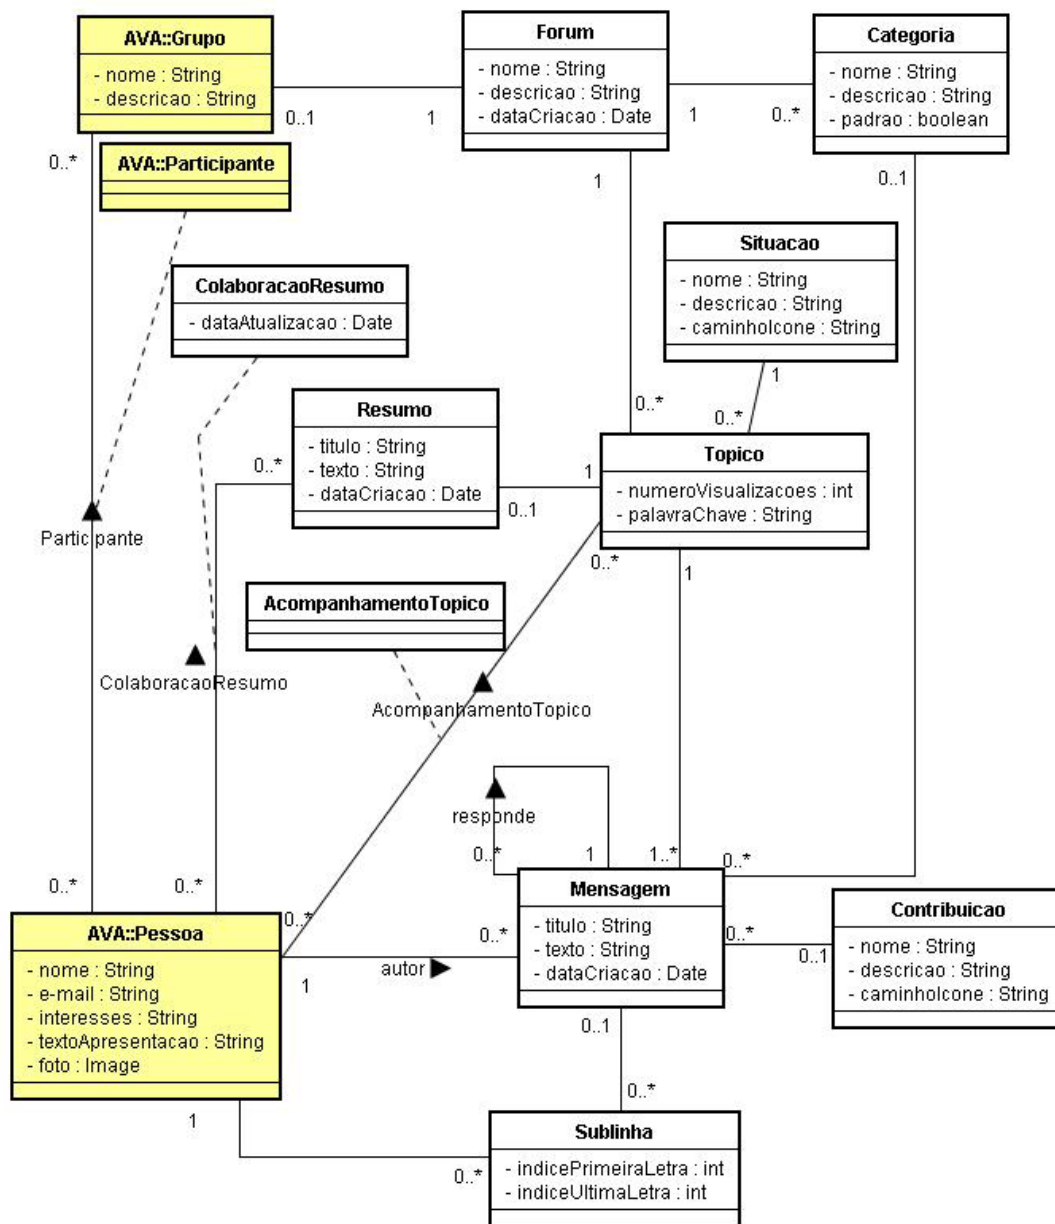 AVA::Grupo
- nome : String
- descricao : String
0..1
1
Forum
- nome : String
- descricao : String
- dataCriacao : Date
1
0..*
Categoria
- nome : String
- descricao : String
- padrao : boolean
0..*
AVA::Participante
1
0..1
Situacao
- nome : String
- descricao : String
- caminhoIcone : String
1
0..*
ColaboracaoResumo
- dataAtualizacao : Date
0..*
Resumo
- titulo : String
- texto : String
- dataCriacao : Date
0..*
1
0..1
Topico
- numeroVisualizacoes : int
- palavraChave : String
0..*
1
Participante
AcompanhamentoTopico
ColaboracaoResumo
AcompanhamentoTopico
responde
0..*
1
1..*
0..*
0..*
0..*
0..*
AVA::Pessoa
- nome : String
- e-mail : String
- interesses : String
- textoApresentacao : String
- foto : Image
1
autor
0..*
Mensagem
- titulo : String
- texto : String
- dataCriacao : Date
0..*
0..1
Contribuicao
- nome : String
- descricao : String
- caminhoIcone : String
0..1
0..*
1
0..*
Sublinha
- indicePrimeiraLetra : int
- indiceUltimaLetra : int